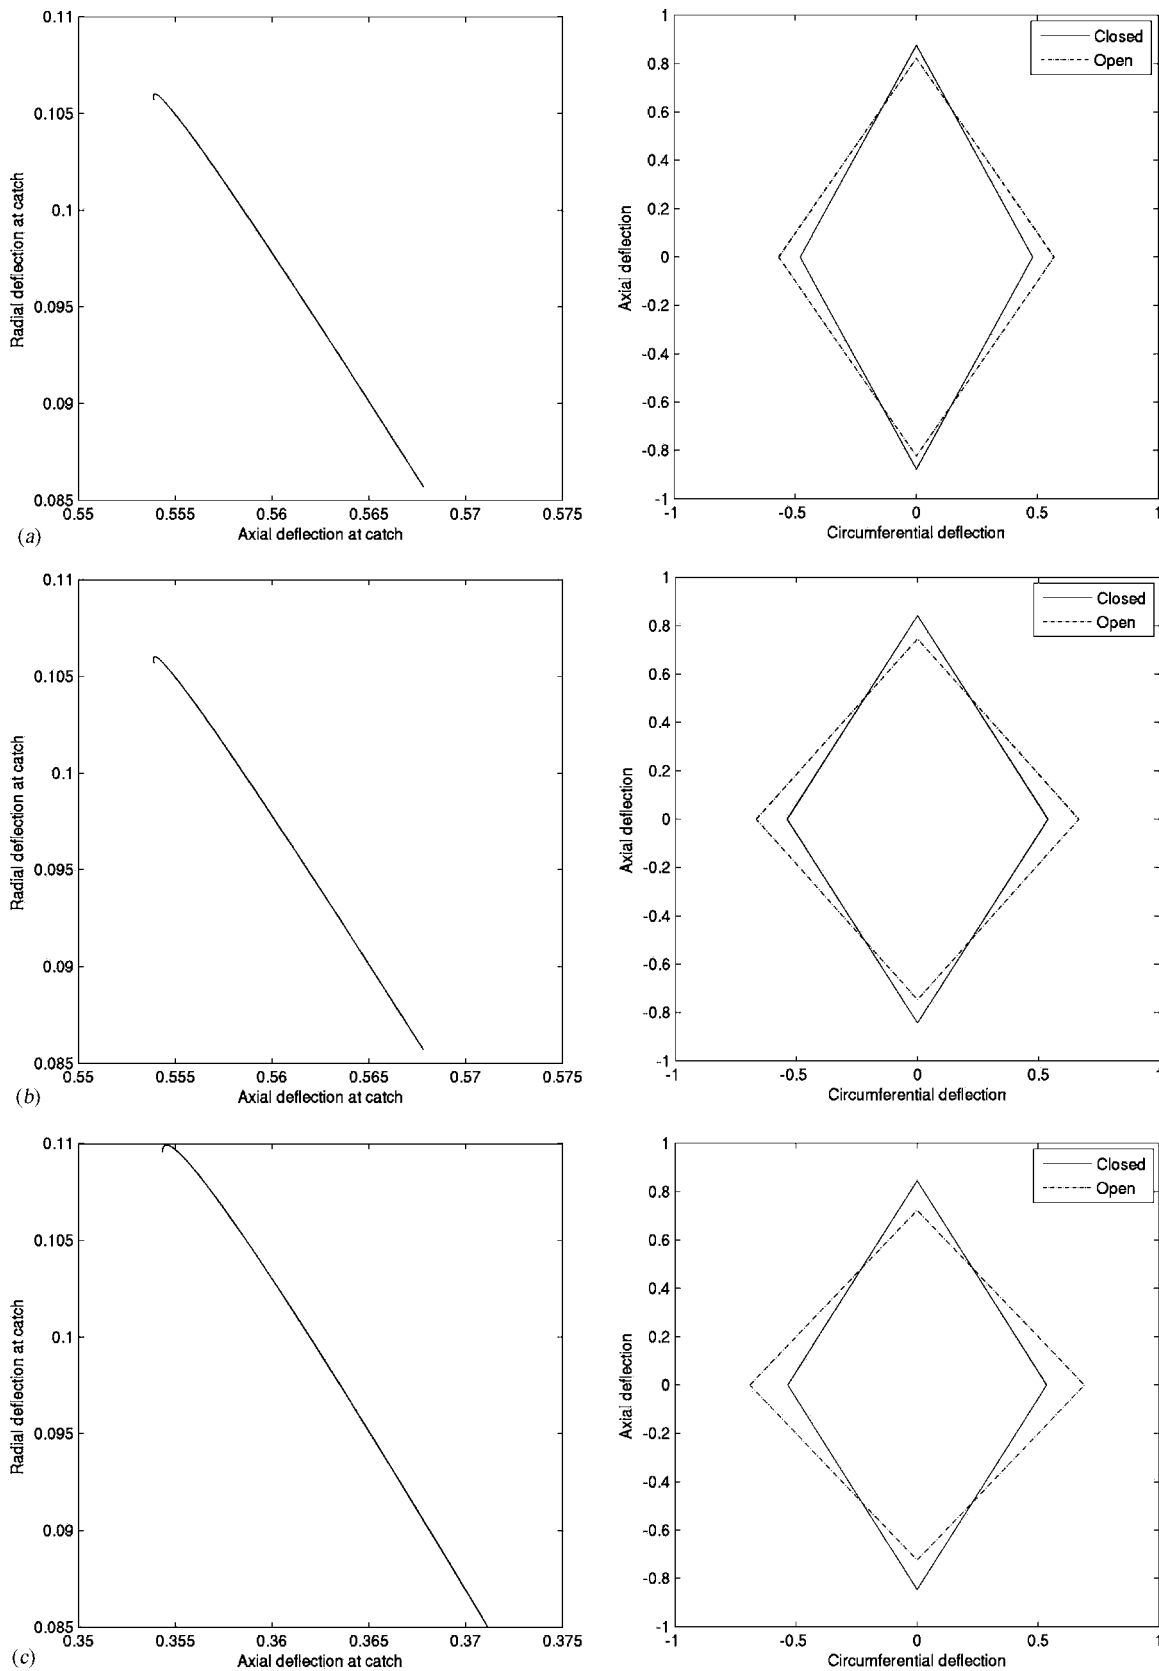 0.11
0.105
0.1
0.095
0.09
0.085
Radial deflection at catch
0.55 0.555 0.56 0.565 0.57 0.575
Axial deflection at catch
(a)
1
0.8
0.6
0.4
0.2
0
-0.2
-0.4
-0.6
-0.8
-1
Axial deflection
-1 -0.5 0 0.5 1
Circumferential deflection
Closed
Open
0.11
0.105
0.1
0.095
0.09
0.085
Radial deflection at catch
0.55 0.555 0.56 0.565 0.57 0.575
Axial deflection at catch
(b)
1
0.8
0.6
0.4
0.2
0
-0.2
-0.4
-0.6
-0.8
-1
Axial deflection
-1 -0.5 0 0.5 1
Circumferential deflection
Closed
Open
0.11
0.105
0.1
0.095
0.09
0.085
Radial deflection at catch
0.35 0.355 0.36 0.365 0.37 0.375
Axial deflection at catch
(c)
1
0.8
0.6
0.4
0.2
0
-0.2
-0.4
-0.6
-0.8
-1
Axial deflection
-1 -0.5 0 0.5 1
Circumferential deflection
Closed
Open